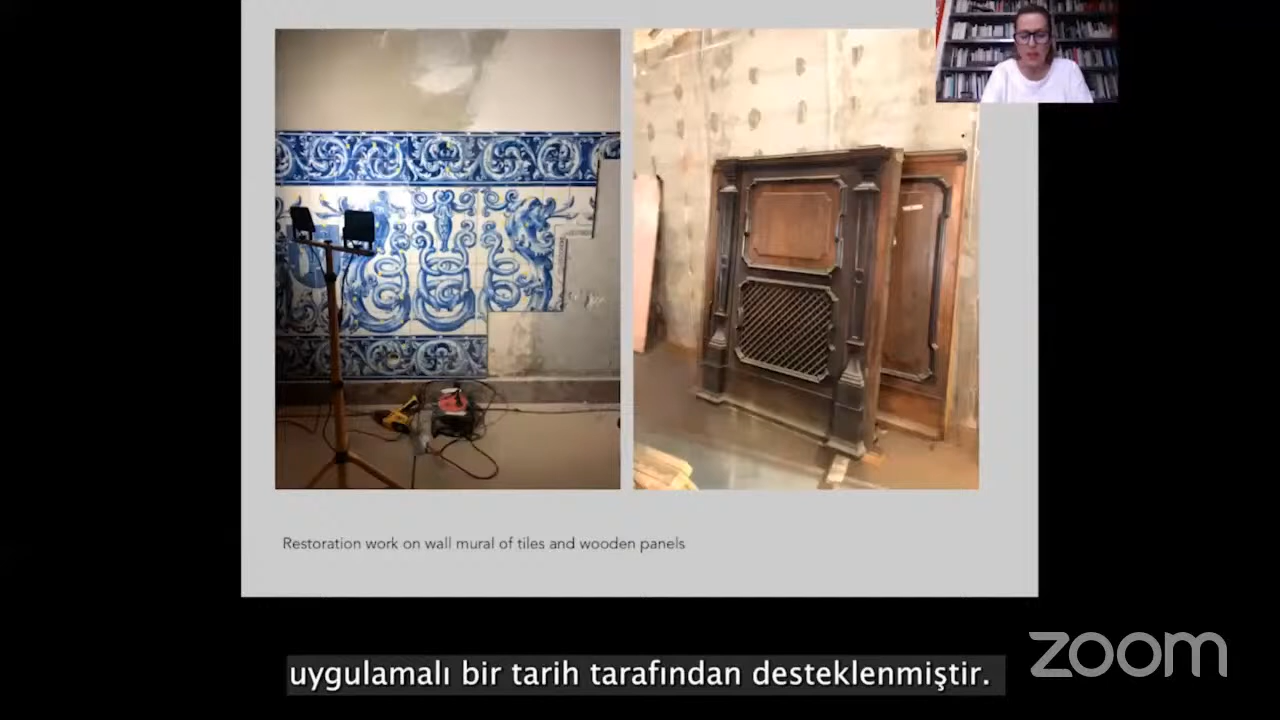 Restoration work on wall mural of tiles and wooden panels
uygulamalı bir tarih tarafından desteklenmiştir.
zoom